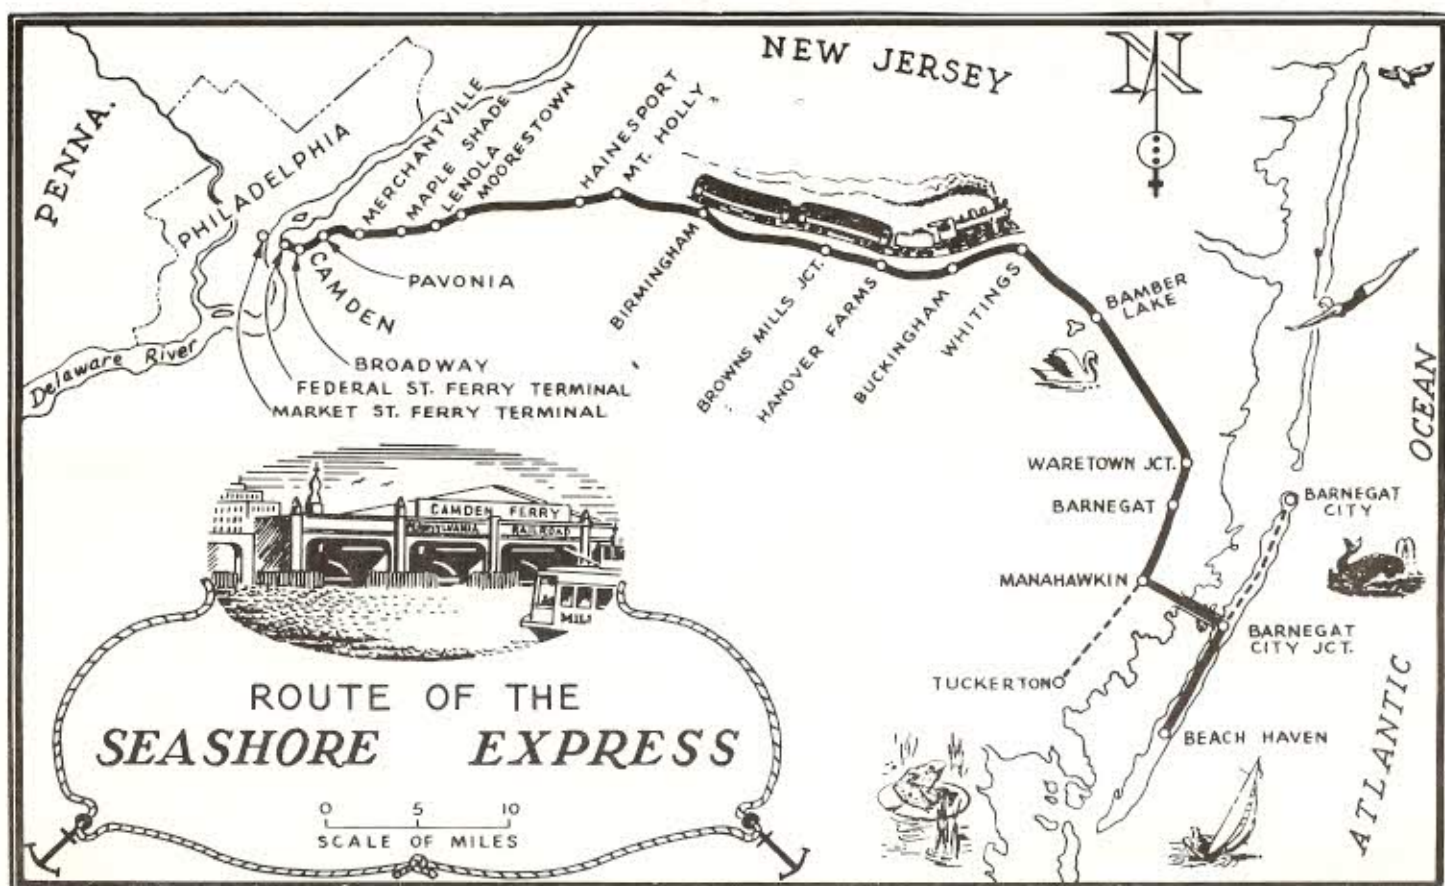 PENNA.
PHILADELPHIA
NEW JERSEY
N
MERCHANTVILLE
MAPLE SHADE
LENOLA
MOORESTOWN
HAINESPORT
MT. HOLLY
CAMDEN
PAVONIA
BIRMINGHAM
BROWNS MILLS JCT.
HANOVER FARMS
BUCKINGHAM
WHITINGS
BAMBER
LAKE
Delaware River
BROADWAY
FEDERAL ST. FERRY TERMINAL
MARKET ST. FERRY TERMINAL
WARETOWN JCT.
BARNEGAT
MANAHAWKIN
TUCKERTON
BARNEGAT
CITY
BARNEGAT
CITY JCT.
BEACH HAVEN
ATLANTIC
OCEAN
CAMDEN FERRY
RAILROAD
ROUTE OF THE
SEASHORE EXPRESS
0 5 10
SCALE OF MILES